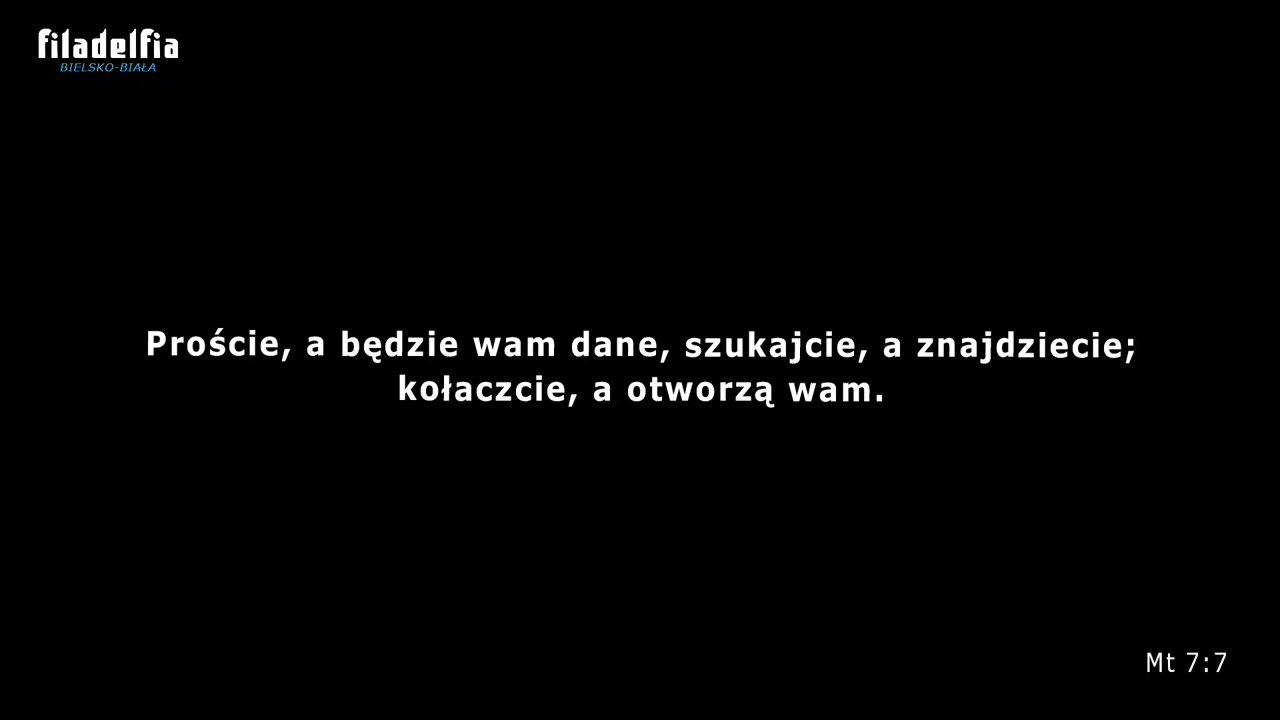 filadelfia
BIELSKO-BIAŁA
Proście, a będzie wam dane, szukajcie, a znajdziecie;
kołaczcie, a otworzą wam.
Mt 7:7